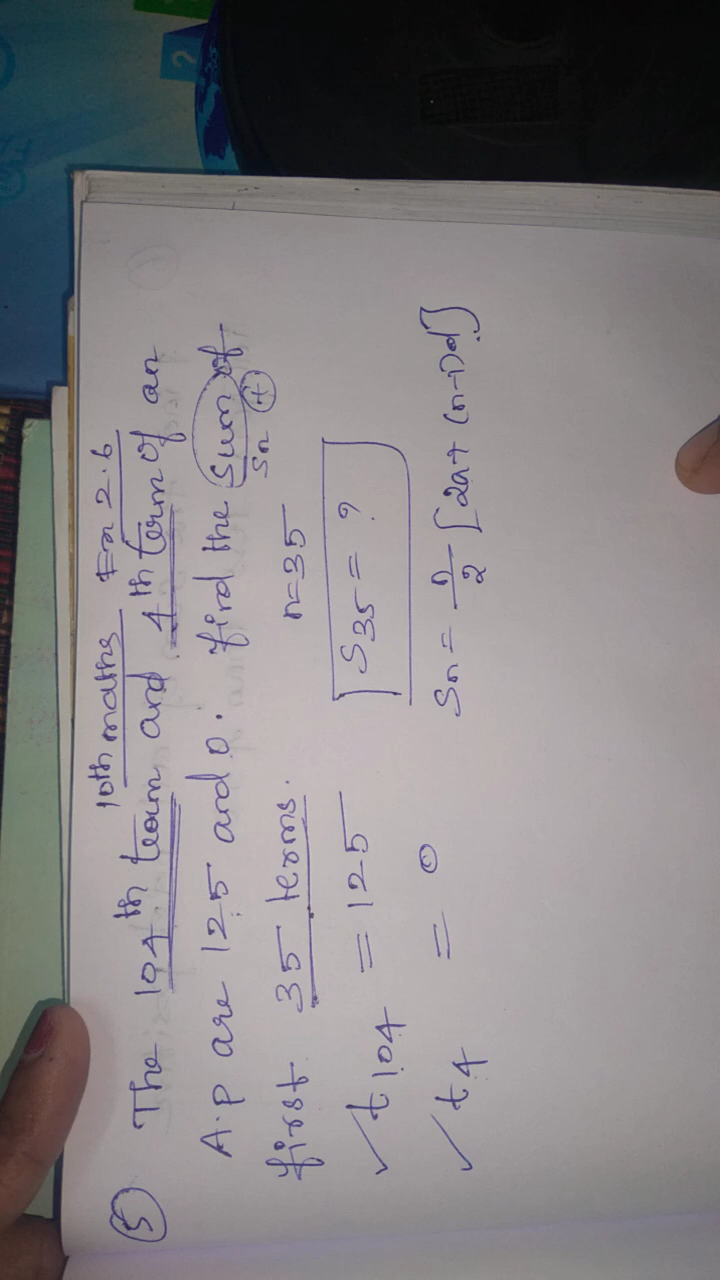 10th maths Ex 2.6
⑤ The 104th term and 4th term of an
A.P are 125 and 0. find the sum of
Sn +
first 35 terms. n=35
t104 = 125 S35 = ?
t4 = 0 Sn = n/2 [2a+(n-1)d]
2